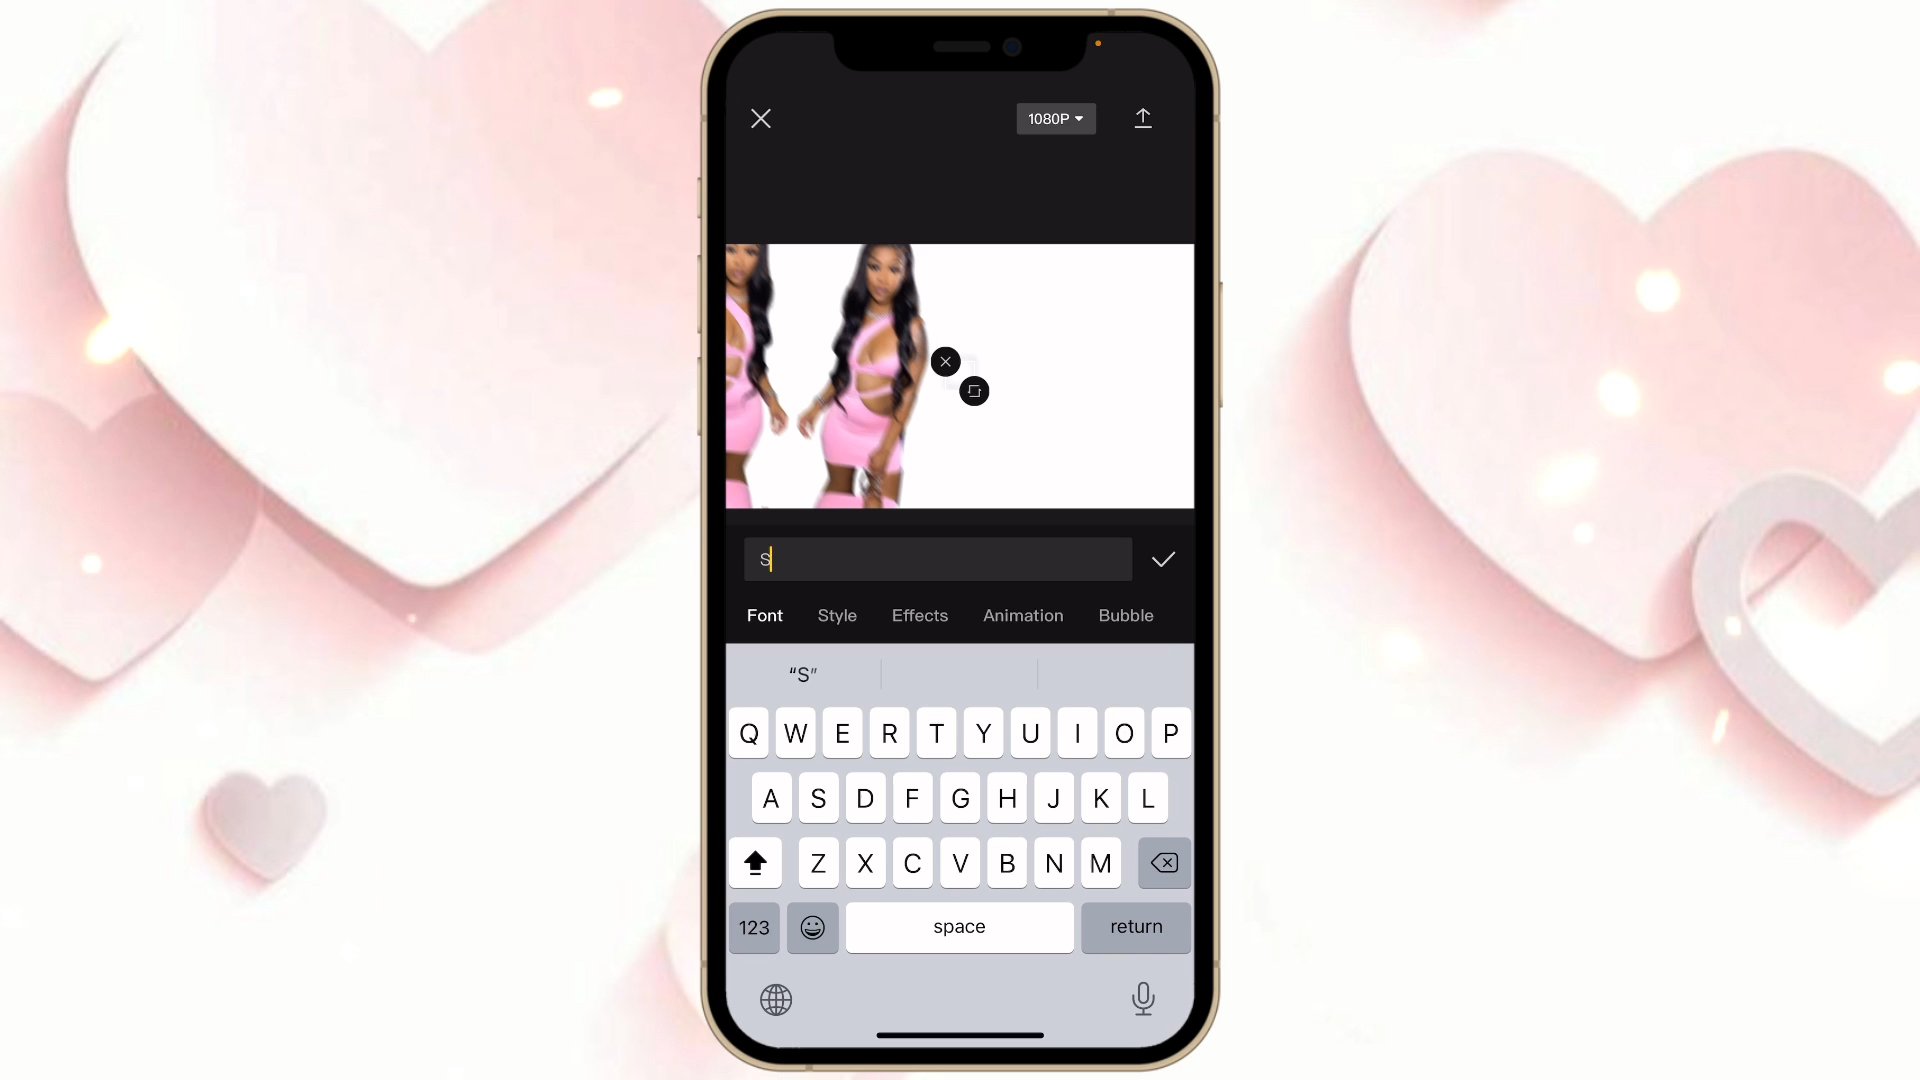 1080P
S
Font Style Effects Animation Bubble
“S”
Q W E R T Y U I O P
A S D F G H J K L
Z X C V B N M
123 space return